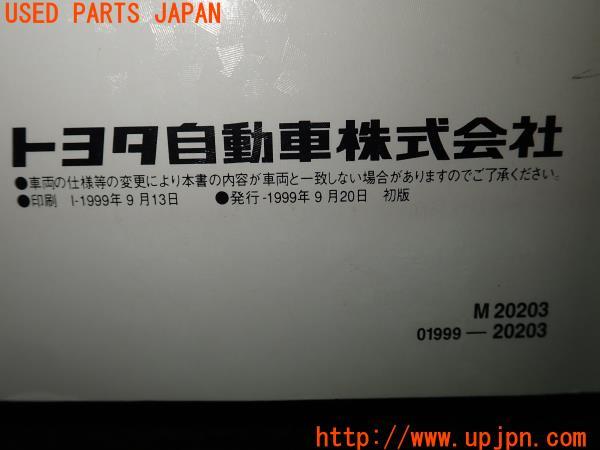 USED PARTS JAPAN
トヨタ自動車株式会社
●車両の仕様等の変更により本書の内容が車両と一致しない場合がありますのでご了承ください。
●印刷 I-1999年9月13日 ●発行-1999年9月20日 初版
M 20203
01999—20203
http://www.upjpn.com